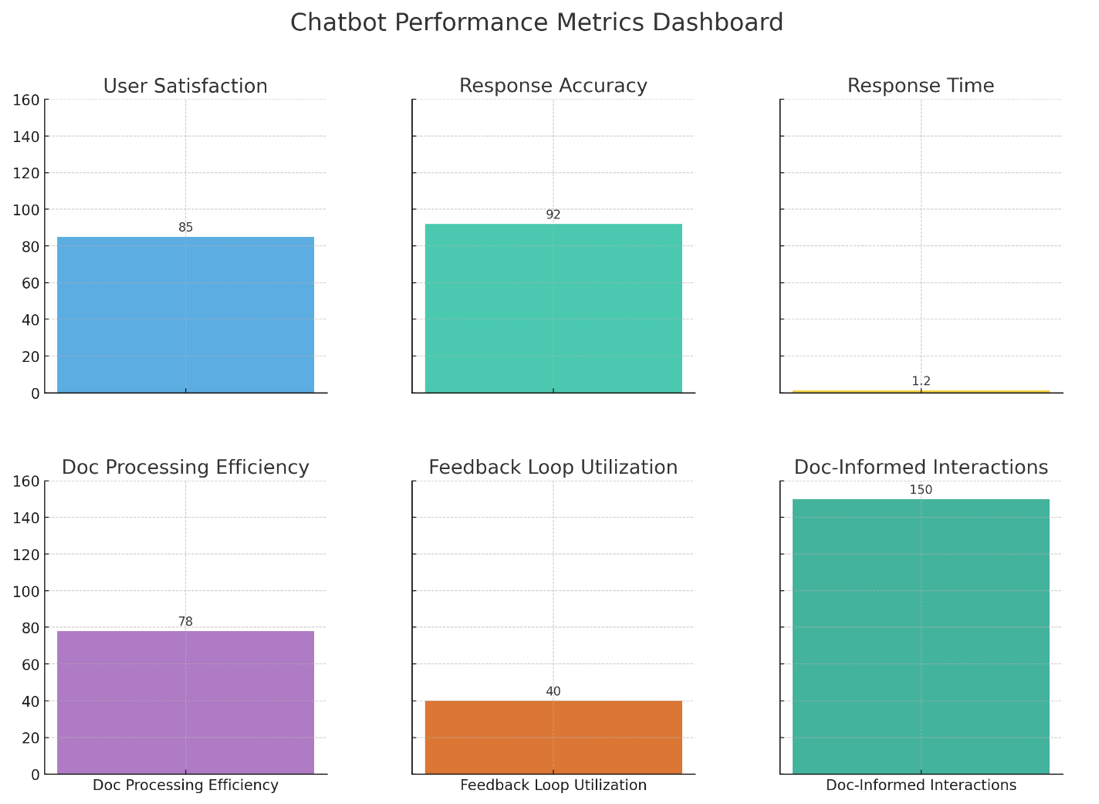 Chatbot Performance Metrics Dashboard
User Satisfaction
160
140
120
100
80
60
40
20
0
85
Response Accuracy
92
Response Time
1.2
Doc Processing Efficiency
160
140
120
100
80
60
40
20
0
78
Doc Processing Efficiency
Feedback Loop Utilization
40
Feedback Loop Utilization
Doc-Informed Interactions
150
Doc-Informed Interactions